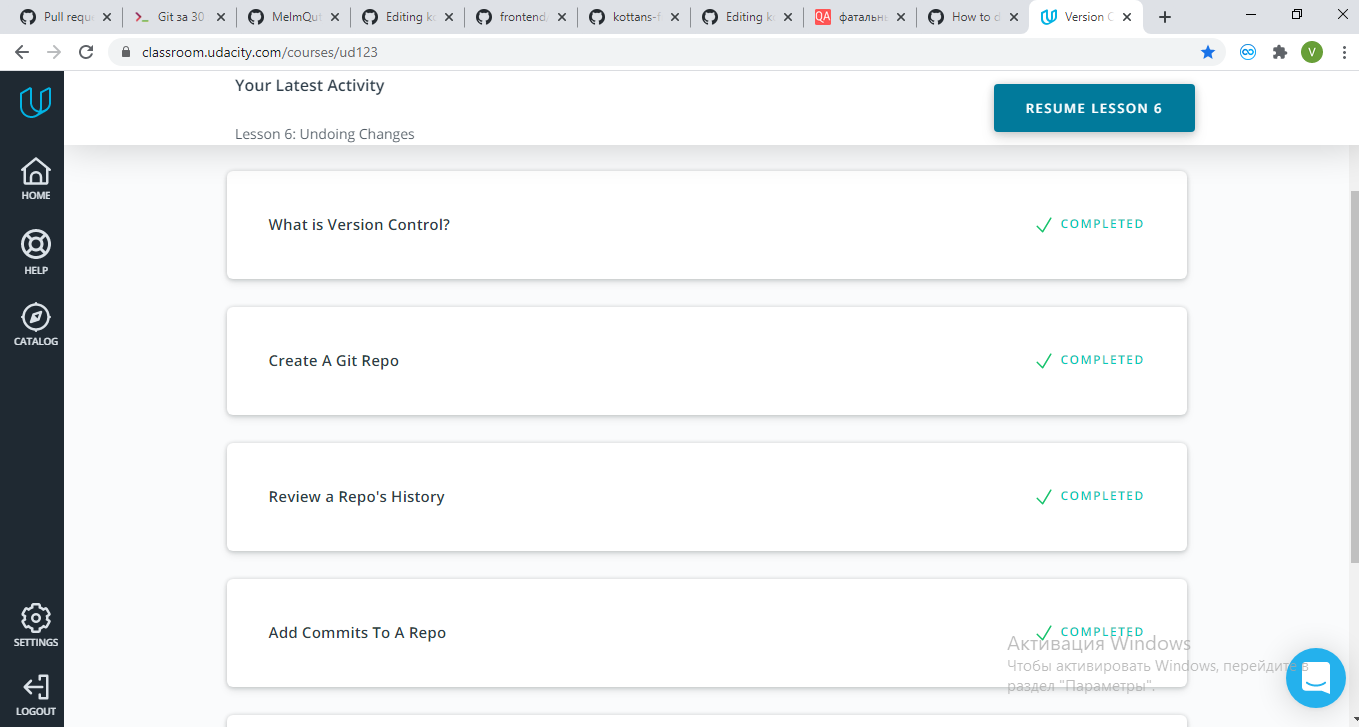 Pull reque
Git за 30
MelmQut
Editing k
frontend
kottans-f
Editing k
QA фатальн
How to d
Version C
classroom.udacity.com/courses/ud123
V
Your Latest Activity
RESUME LESSON 6
Lesson 6: Undoing Changes
HOME
What is Version Control?
COMPLETED
HELP
CATALOG
Create A Git Repo
COMPLETED
Review a Repo's History
COMPLETED
SETTINGS
Add Commits To A Repo
COMPLETED
Активация Windows
Чтобы активировать Windows, перейдите в
раздел "Параметры".
LOGOUT